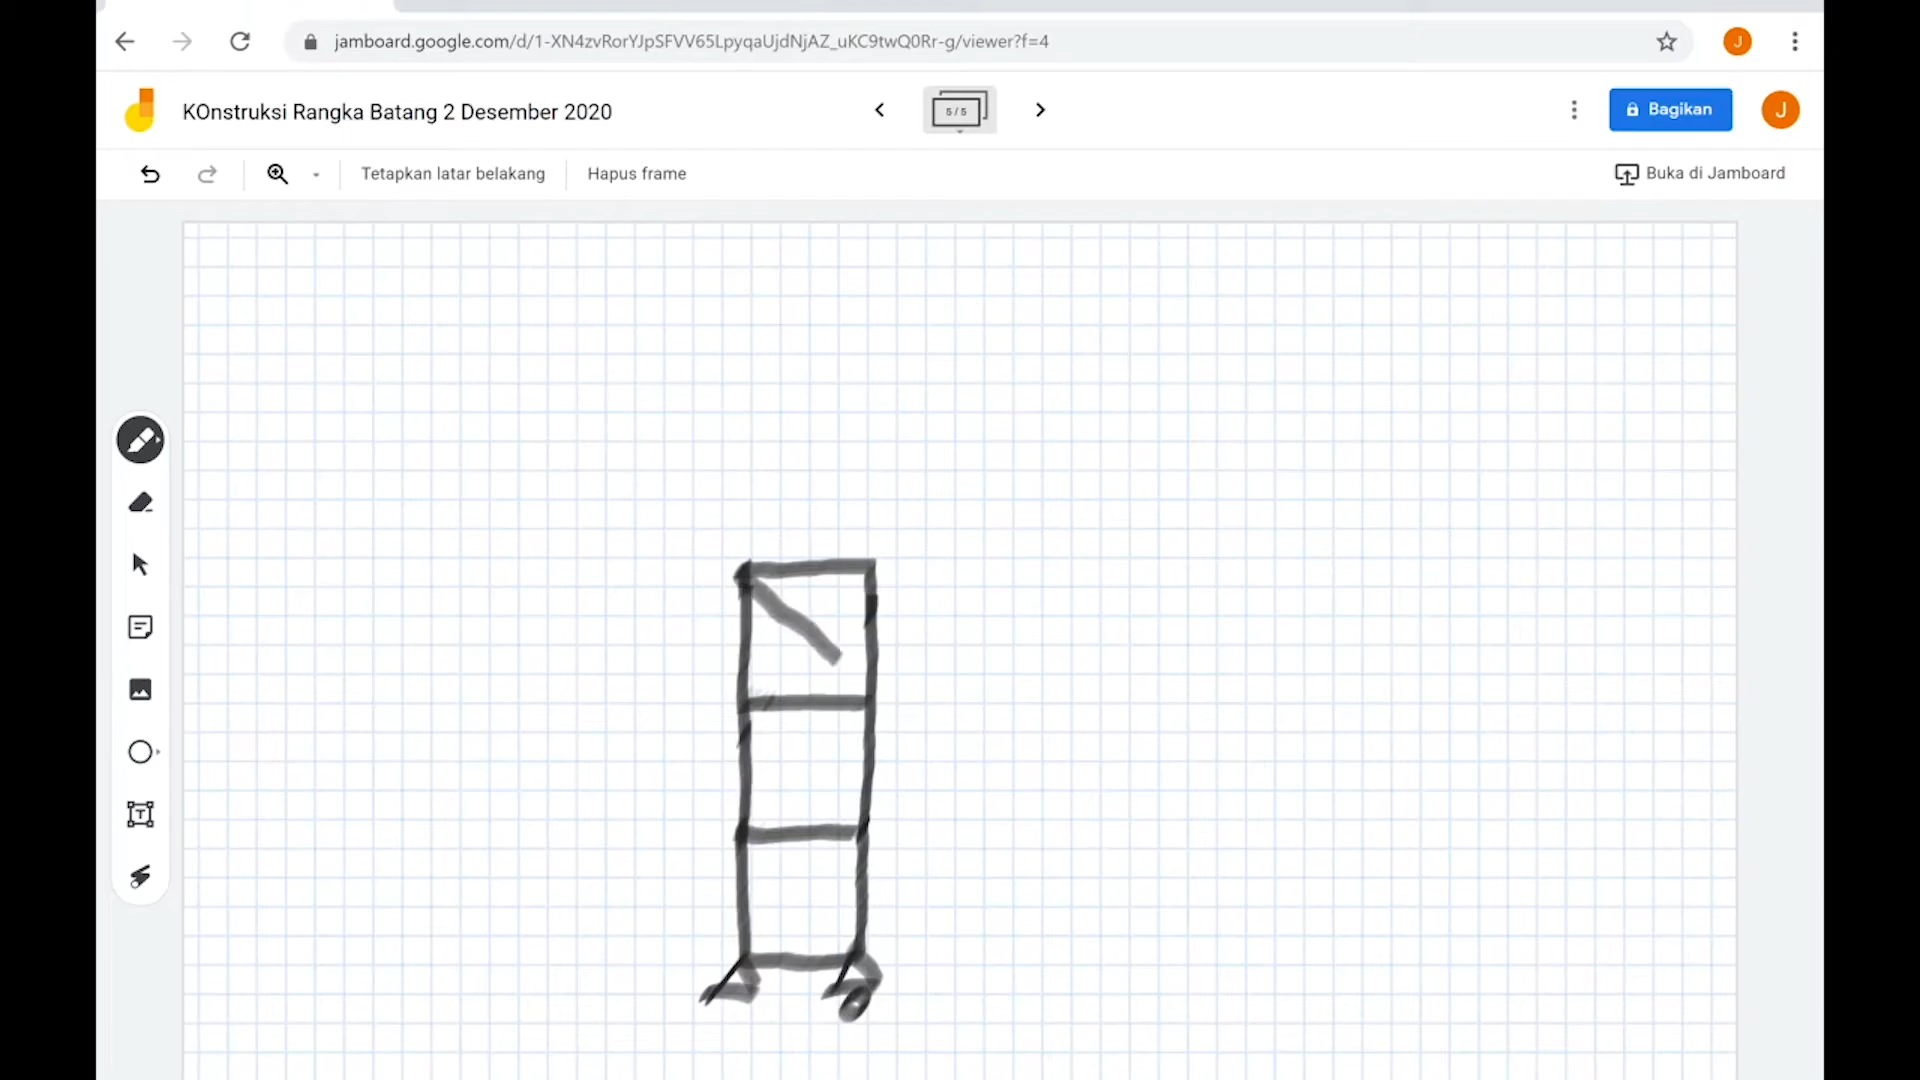 jamboard.google.com/d/1-XN4zvRorYJpSFVV65LpyqaUjdNjAZ_uKC9twQ0Rr-g/viewer?f=4
J
KOnstruksi Rangka Batang 2 Desember 2020
5 / 5
Bagikan
J
Tetapkan latar belakang
Hapus frame
Buka di Jamboard